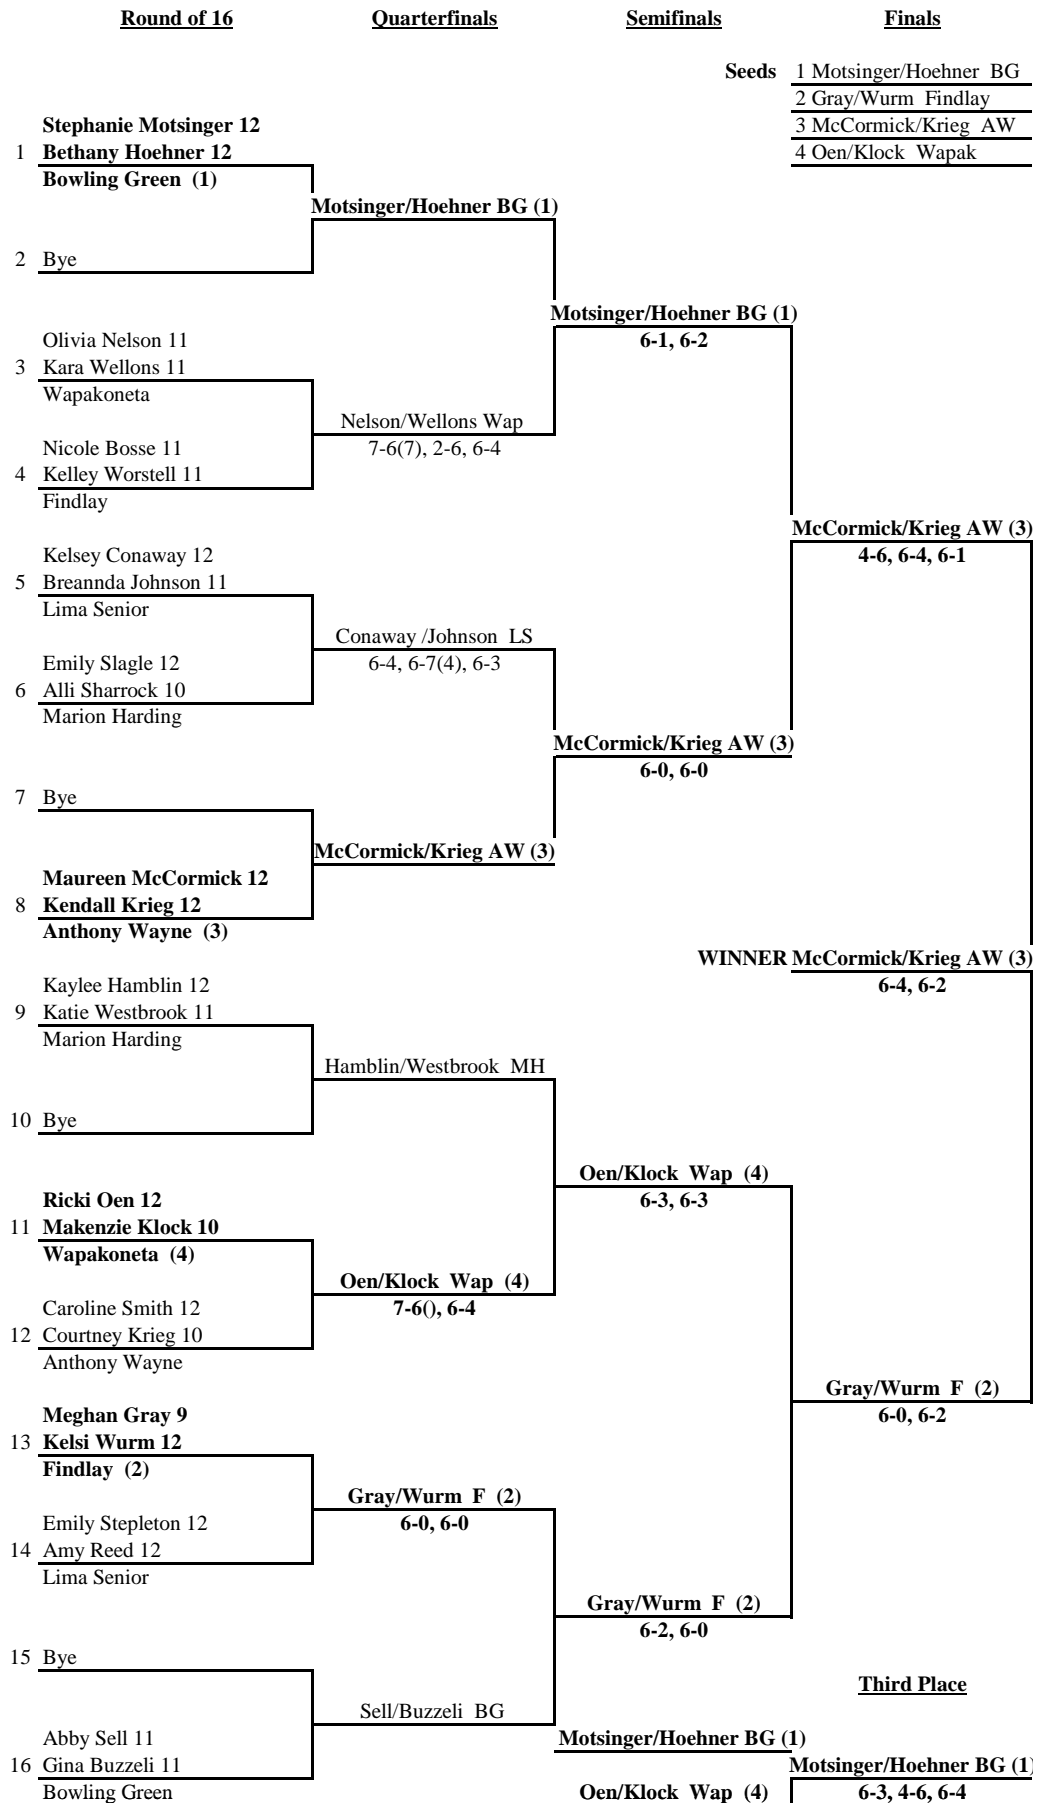 Round of 16 Quarterfinals Semifinals Finals
Seeds 1 Motsinger/Hoehner BG
2 Gray/Wurm Findlay
Stephanie Motsinger 12 3 McCormick/Krieg AW
1 Bethany Hoehner 12 4 Oen/Klock Wapak
Bowling Green (1)
Motsinger/Hoehner BG (1)
2 Bye
Motsinger/Hoehner BG (1)
Olivia Nelson 11 6-1, 6-2
3 Kara Wellons 11
Wapakoneta
Nelson/Wellons Wap
Nicole Bosse 11 7-6(7), 2-6, 6-4
4 Kelley Worstell 11
Findlay
McCormick/Krieg AW (3)
Kelsey Conaway 12 4-6, 6-4, 6-1
5 Breannda Johnson 11
Lima Senior
Conaway /Johnson LS
Emily Slagle 12 6-4, 6-7(4), 6-3
6 Alli Sharrock 10
Marion Harding
McCormick/Krieg AW (3)
6-0, 6-0
7 Bye
McCormick/Krieg AW (3)
Maureen McCormick 12
8 Kendall Krieg 12
Anthony Wayne (3)
WINNER McCormick/Krieg AW (3)
Kaylee Hamblin 12 6-4, 6-2
9 Katie Westbrook 11
Marion Harding
Hamblin/Westbrook MH
10 Bye
Oen/Klock Wap (4)
Ricki Oen 12 6-3, 6-3
11 Makenzie Klock 10
Wapakoneta (4)
Oen/Klock Wap (4)
Caroline Smith 12 7-6(), 6-4
12 Courtney Krieg 10
Anthony Wayne
Gray/Wurm F (2)
Meghan Gray 9 6-0, 6-2
13 Kelsi Wurm 12
Findlay (2)
Gray/Wurm F (2)
Emily Stepleton 12 6-0, 6-0
14 Amy Reed 12
Lima Senior
Gray/Wurm F (2)
6-2, 6-0
15 Bye
Third Place
Sell/Buzzeli BG
Abby Sell 11 Motsinger/Hoehner BG (1)
16 Gina Buzzeli 11 Motsinger/Hoehner BG (1)
Bowling Green Oen/Klock Wap (4) 6-3, 4-6, 6-4